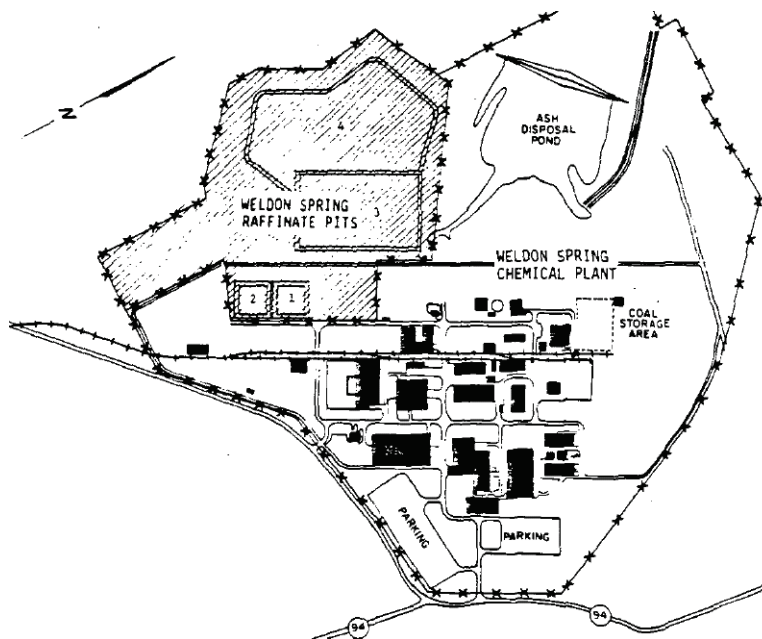 N
4
ASH
DISPOSAL
POND
WELDON SPRING
RAFFINATE PITS
3
WELDON SPRING
CHEMICAL PLANT
2
1
COAL
STORAGE
AREA
PARKING
PARKING
94
94